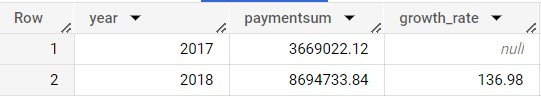 Row year paymentsum growth_rate
1 2017 3669022.12 null
2 2018 8694733.84 136.98